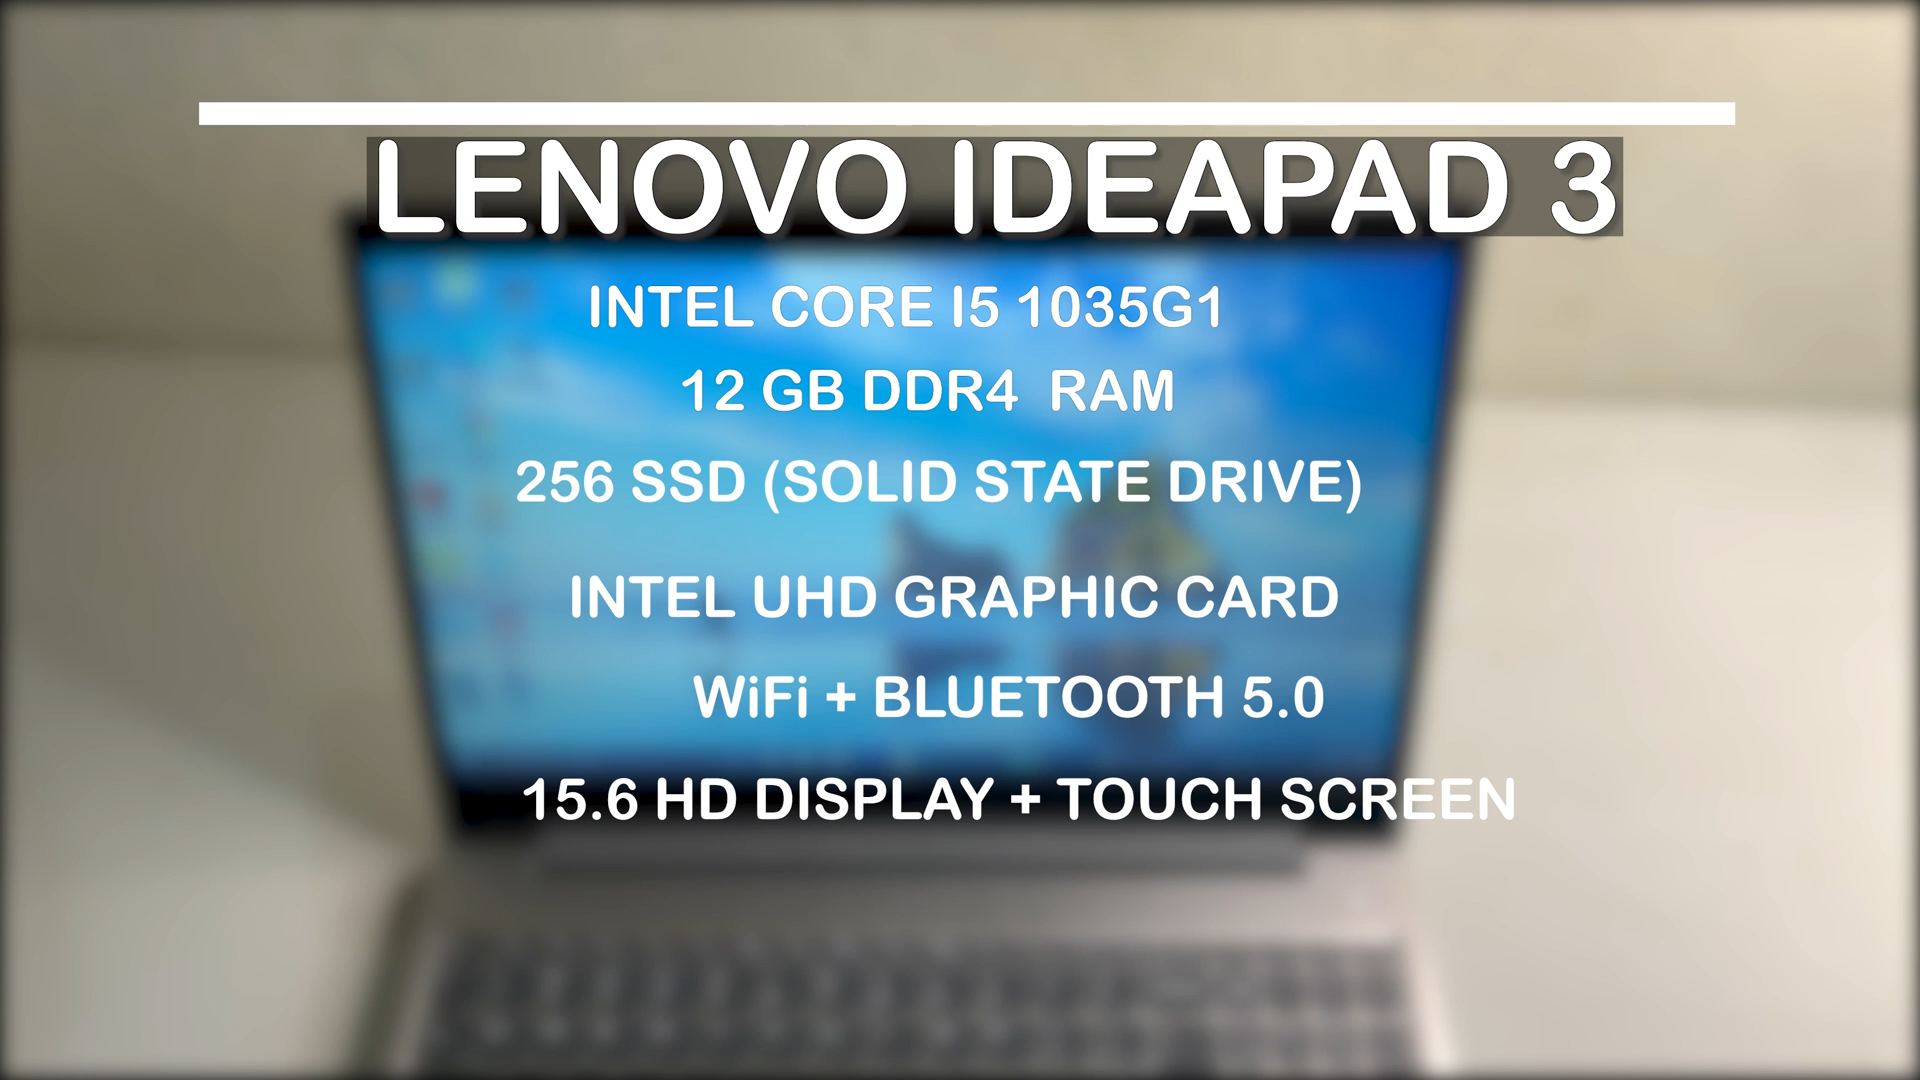 LENOVO IDEAPAD 3
INTEL CORE I5 1035G1
12 GB DDR4 RAM
256 SSD (SOLID STATE DRIVE)
INTEL UHD GRAPHIC CARD
WiFi + BLUETOOTH 5.0
15.6 HD DISPLAY + TOUCH SCREEN